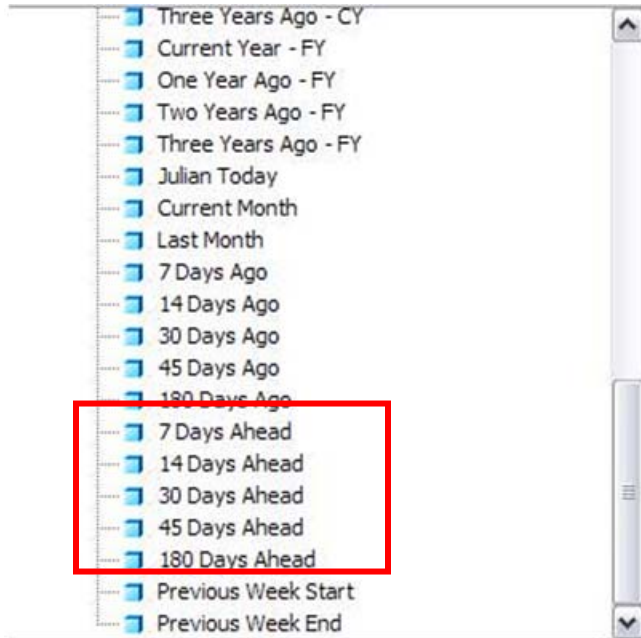 Three Years Ago - CY
Current Year - FY
One Year Ago - FY
Two Years Ago - FY
Three Years Ago - FY
Julian Today
Current Month
Last Month
7 Days Ago
14 Days Ago
30 Days Ago
45 Days Ago
180 Days Ago
7 Days Ahead
14 Days Ahead
30 Days Ahead
45 Days Ahead
180 Days Ahead
Previous Week Start
Previous Week End